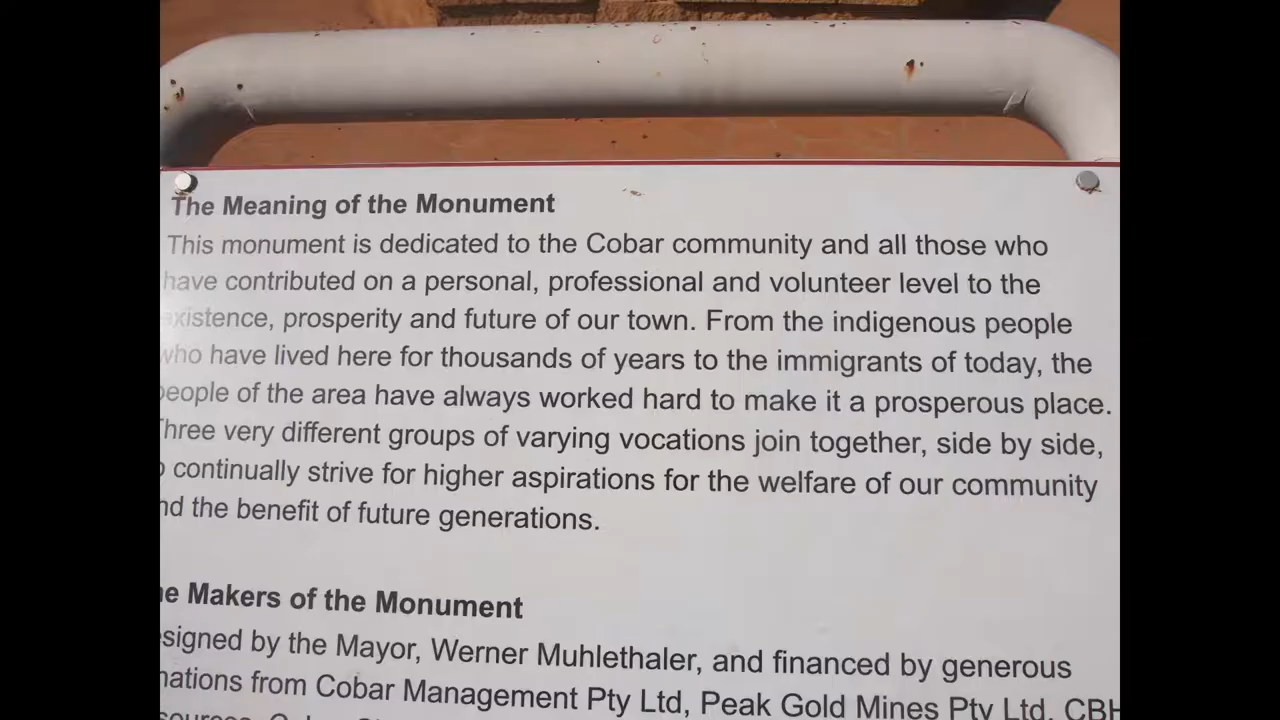 The Meaning of the Monument
This monument is dedicated to the Cobar community and all those who
have contributed on a personal, professional and volunteer level to the
existence, prosperity and future of our town. From the indigenous people
who have lived here for thousands of years to the immigrants of today, the
people of the area have always worked hard to make it a prosperous place.
Three very different groups of varying vocations join together, side by side,
continually strive for higher aspirations for the welfare of our community
nd the benefit of future generations.
e Makers of the Monument
signed by the Mayor, Werner Muhlethaler, and financed by generous
nations from Cobar Management Pty Ltd, Peak Gold Mines Pty Ltd, CBH